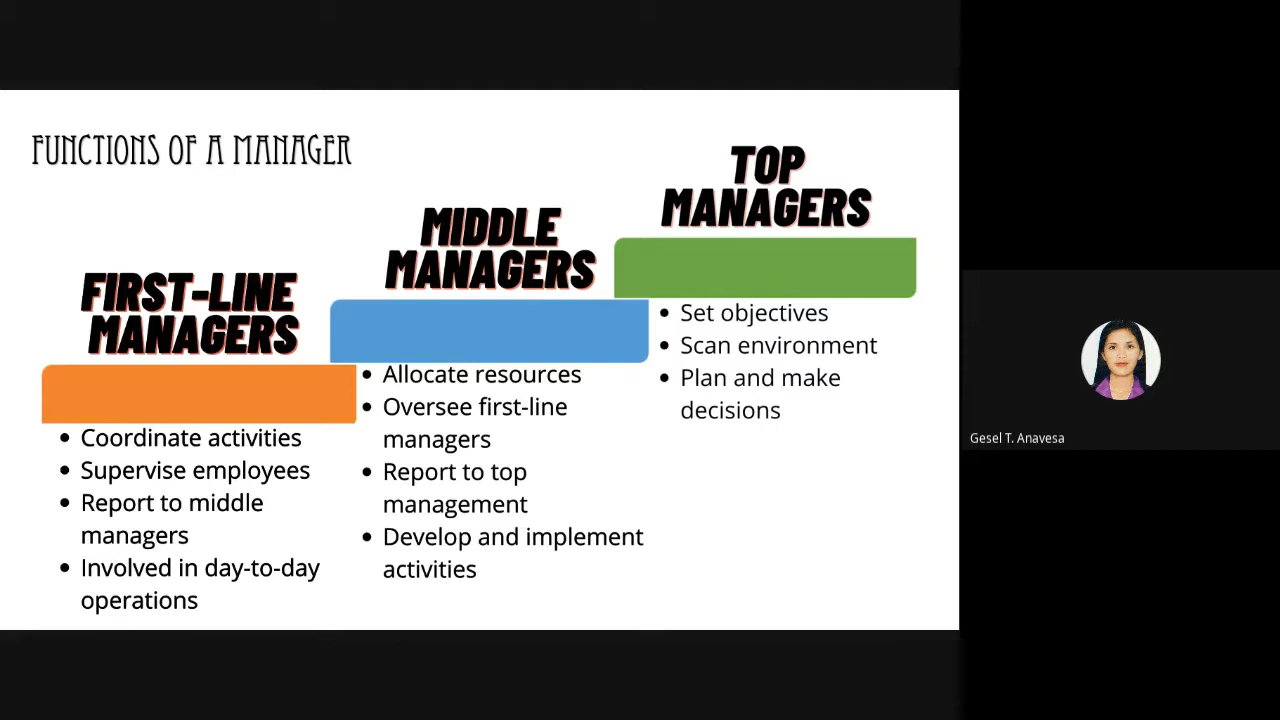 FUNCTIONS OF A MANAGER
FIRST-LINE
MANAGERS
• Coordinate activities
• Supervise employees
• Report to middle
managers
• Involved in day-to-day
operations
MIDDLE
MANAGERS
• Allocate resources
• Oversee first-line
managers
• Report to top
management
• Develop and implement
activities
TOP
MANAGERS
• Set objectives
• Scan environment
• Plan and make
decisions
Gesel T. Anavesa